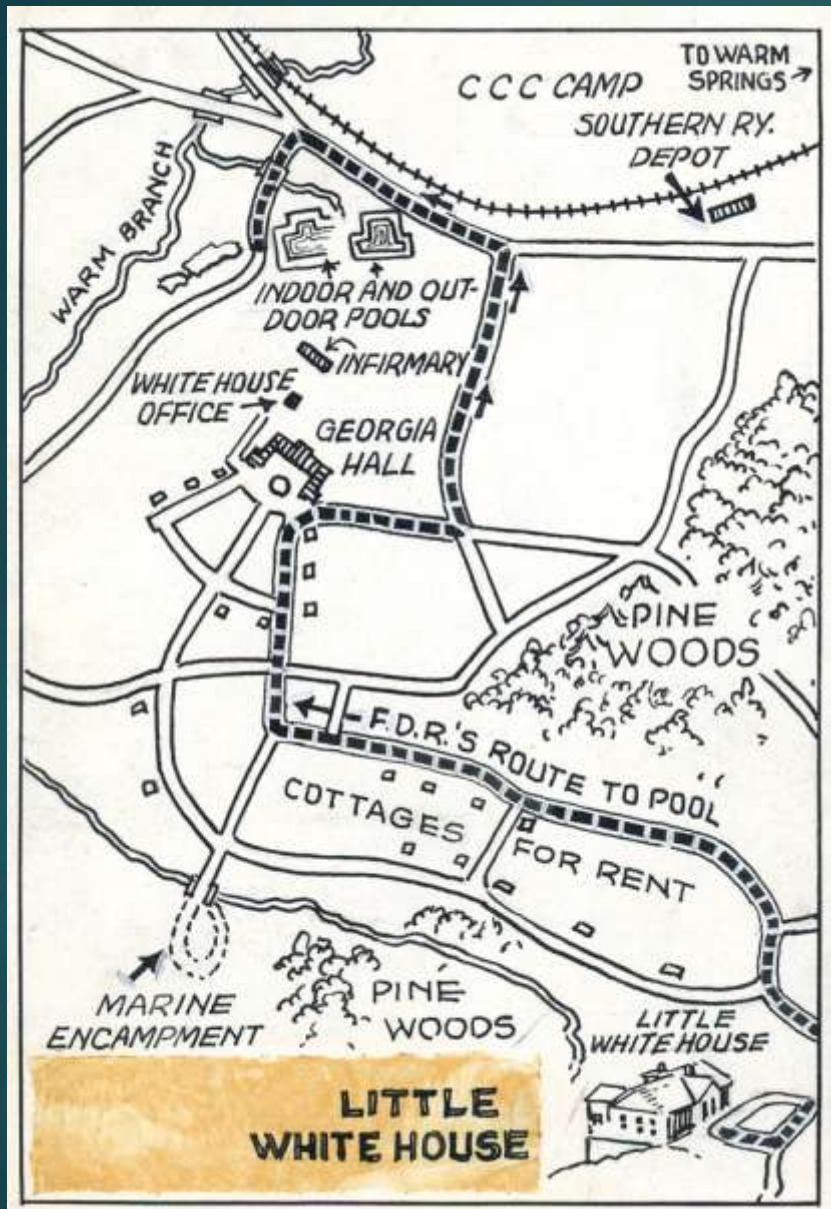 TO WARM
SPRINGS
CCC CAMP
SOUTHERN RY.
DEPOT
WARM BRANCH
INDOOR AND OUT-
DOOR POOLS
INFIRMARY
WHITE HOUSE
OFFICE
GEORGIA
HALL
PINE
WOODS
F.D.R.'S ROUTE TO POOL
COTTAGES
FOR RENT
MARINE
ENCAMPMENT
PINE
WOODS
LITTLE
WHITE HOUSE
LITTLE
WHITE HOUSE